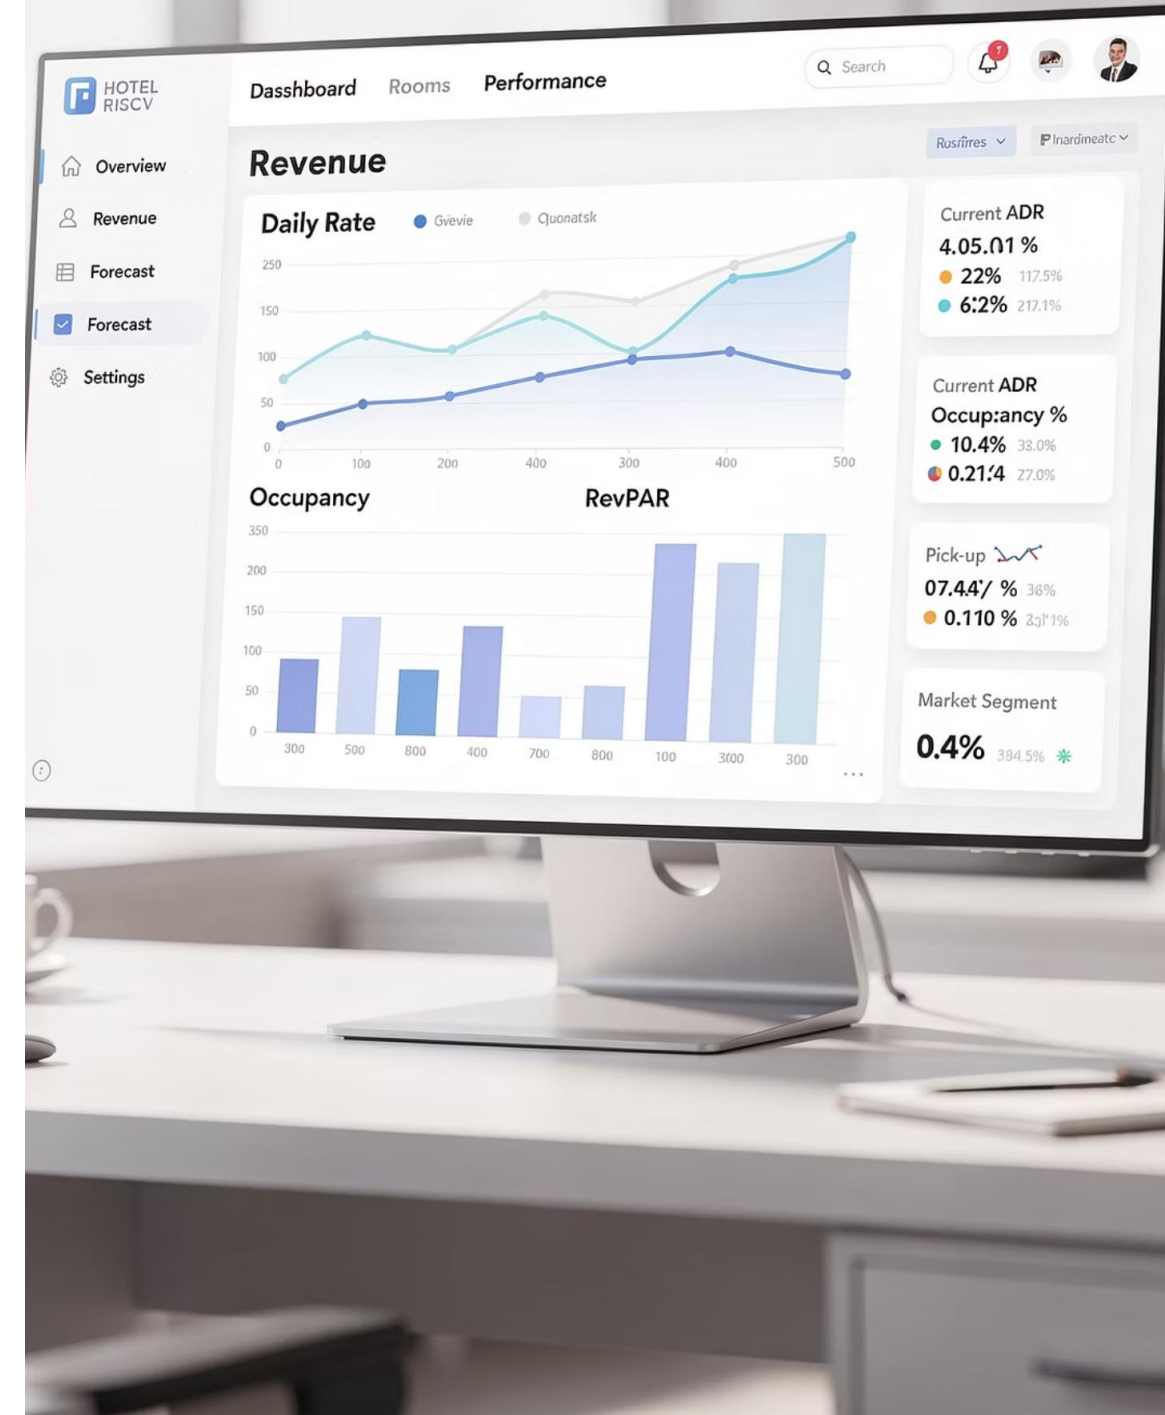 HOTEL
RISCV
Dasshboard Rooms Performance
Search
7
Overview
Revenue
Forecast
Forecast
Settings
Revenue
Daily Rate Gvevie Quonatsk
250
150
100
50
0
0 100 200 400 300 400 500
Occupancy RevPAR
350
200
150
100
50
0
300 500 800 400 700 800 100 3000 300
Current ADR
4.05.01 %
22% 117.5%
6:2% 217.1%
Current ADR
Occup:ancy %
10.4% 33.0%
0.21:4 27.0%
Pick-up
% 36%
0.110 %
Market Segment
0.4% 384.5%